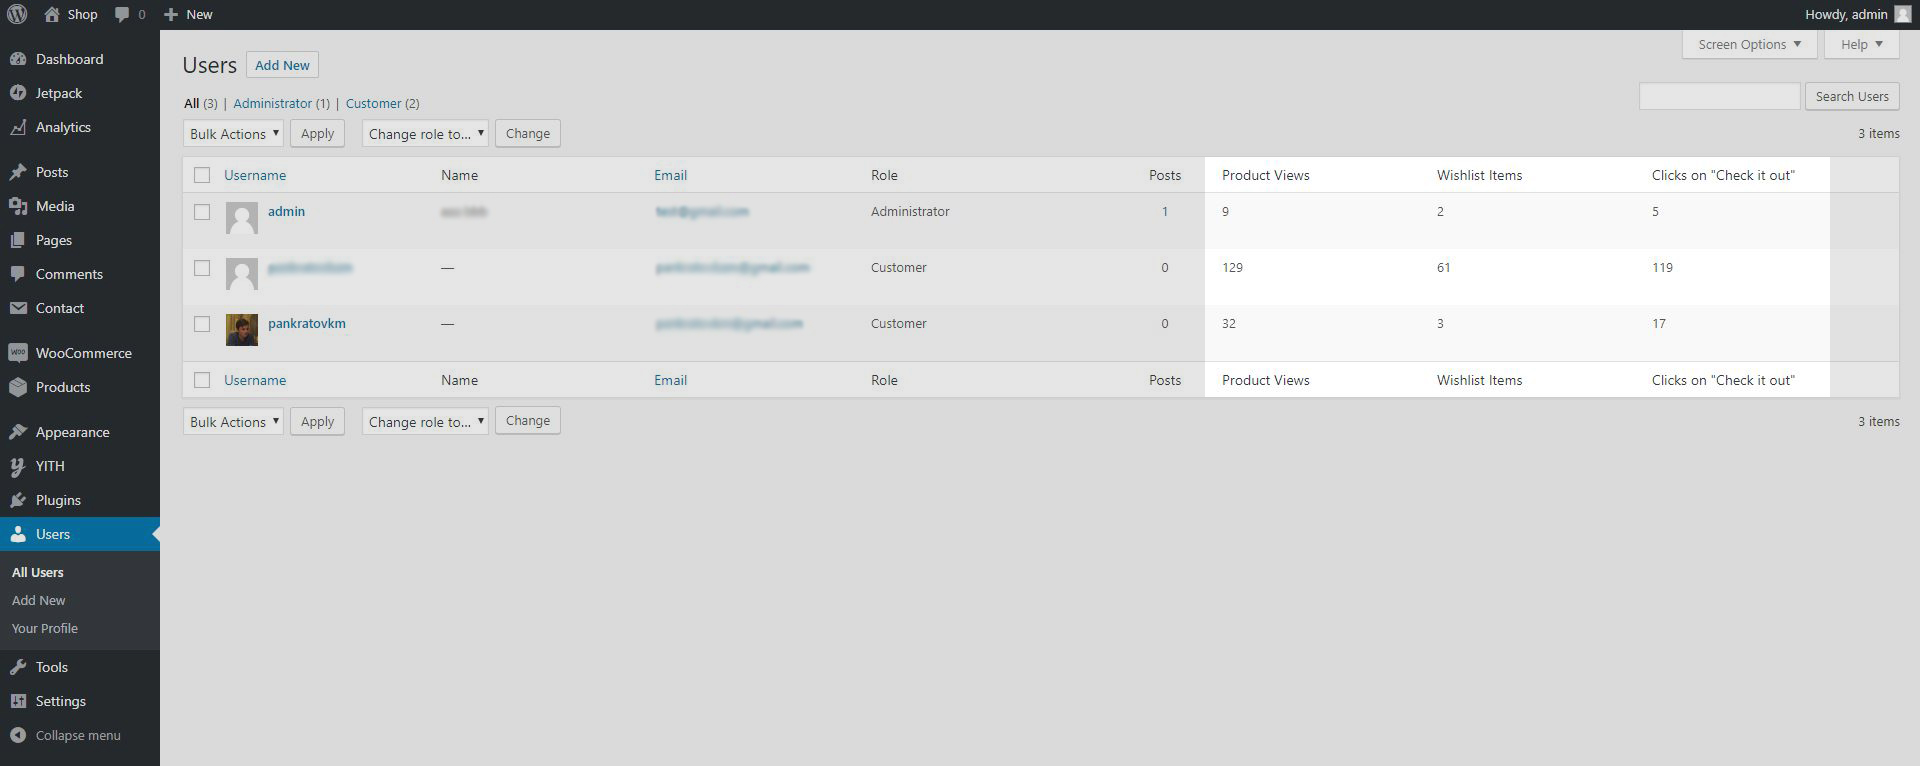 Shop 0 New Howdy, admin
Screen Options Help
Dashboard
Jetpack
Analytics
Posts
Media
Pages
Comments
Contact
WooCommerce
Products
Appearance
YITH
Plugins
Users
All Users
Add New
Your Profile
Tools
Settings
Collapse menu
Users Add New
All (3) | Administrator (1) | Customer (2)
Search Users
Bulk Actions Apply Change role to... Change 3 items
Username Name Email Role Posts Product Views Wishlist Items Clicks on "Check it out"
admin Administrator 1 9 2 5
— Customer 0 129 61 119
pankratovkm — Customer 0 32 3 17
Username Name Email Role Posts Product Views Wishlist Items Clicks on "Check it out"
Bulk Actions Apply Change role to... Change 3 items